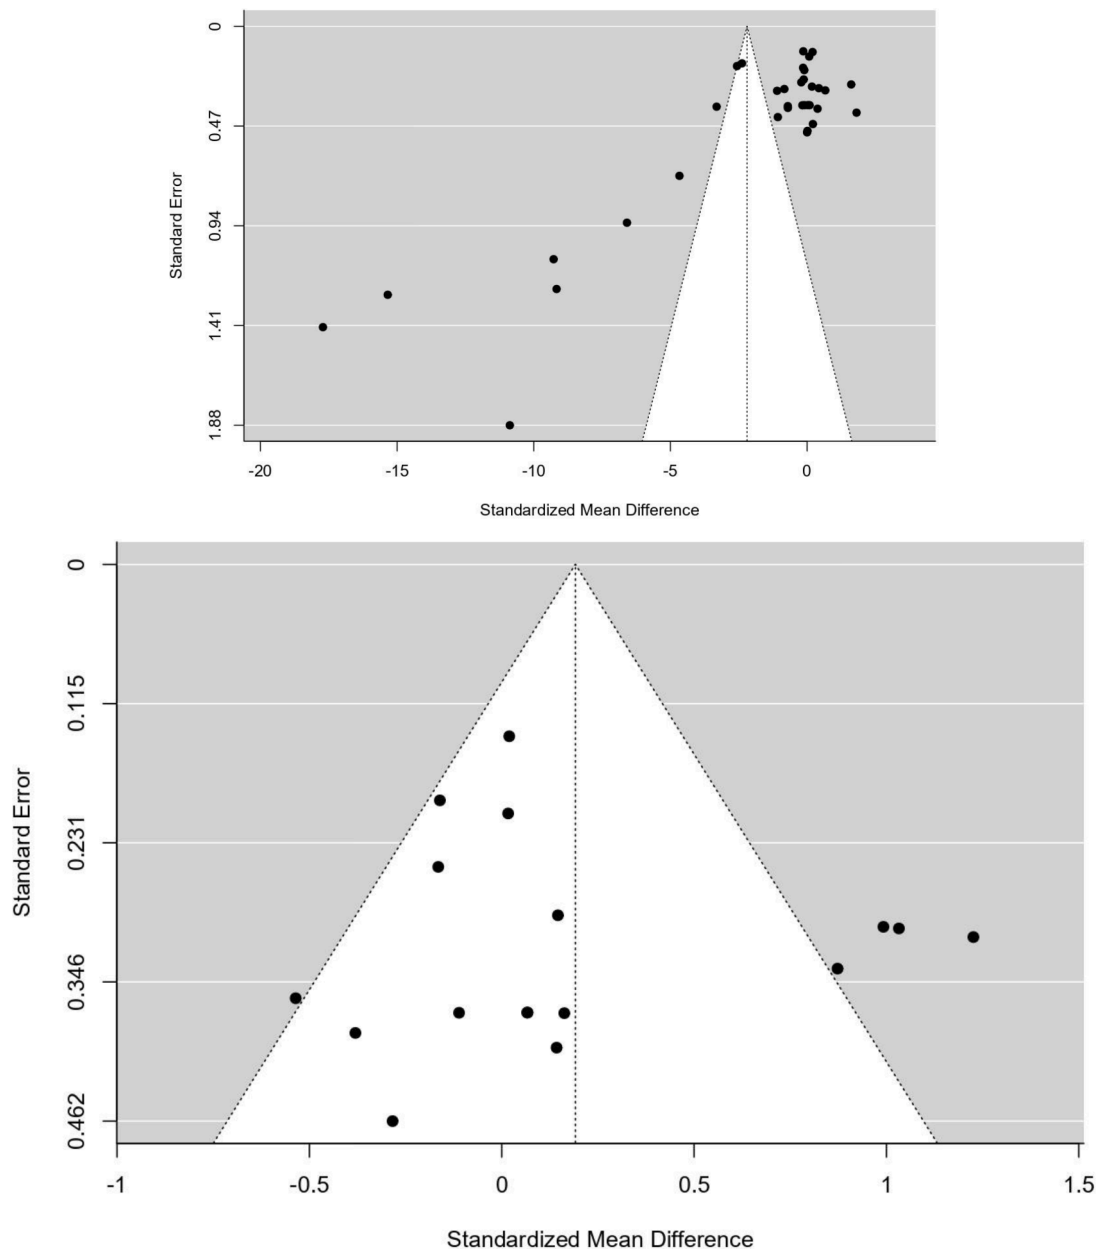 0
0.47
0.94
1.41
1.88
Standard Error
-20 -15 -10 -5 0
Standardized Mean Difference
0
0.115
0.231
0.346
0.462
Standard Error
-1 -0.5 0 0.5 1 1.5
Standardized Mean Difference